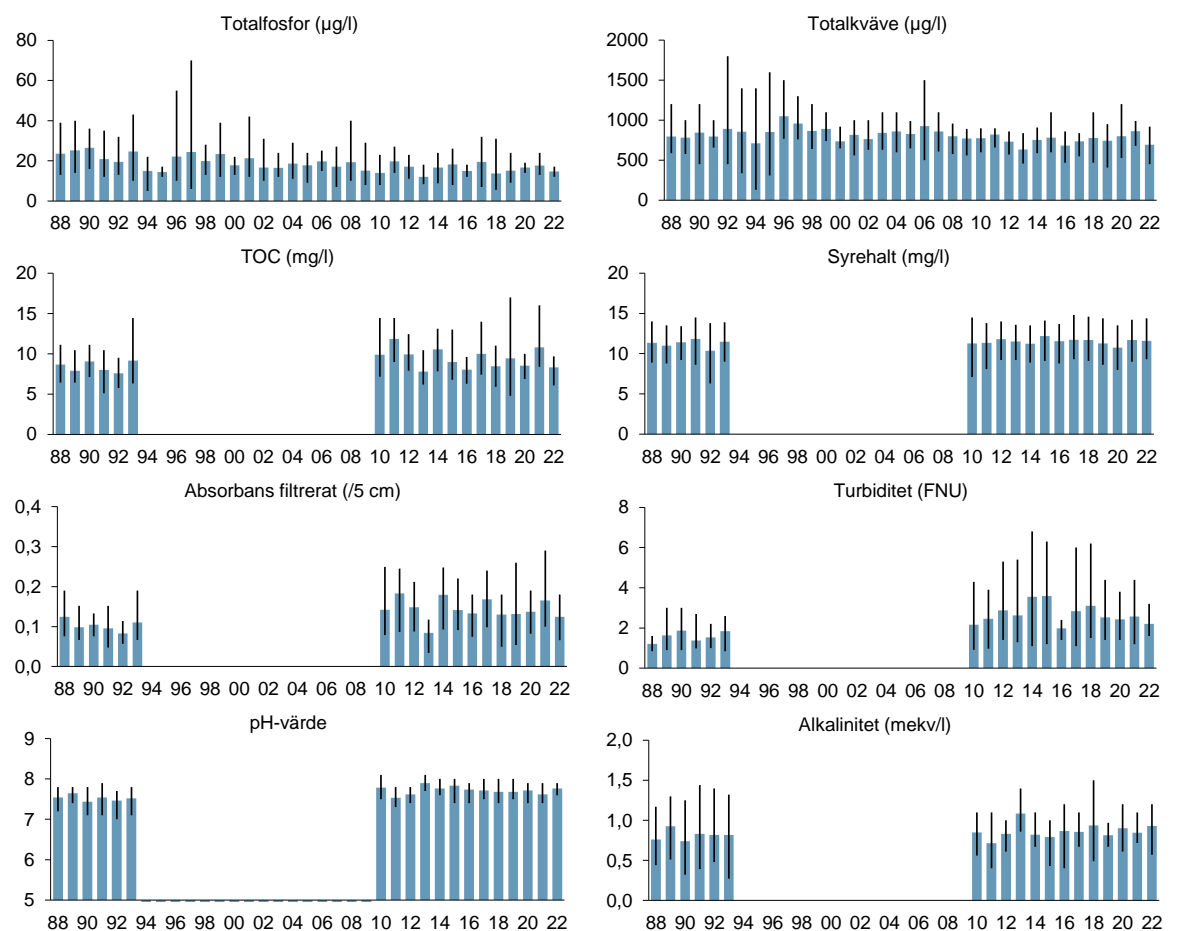 Totalfosfor (µg/l)
80
60
40
20
0
88 90 92 94 96 98 00 02 04 06 08 10 12 14 16 18 20 22
Totalkväve (µg/l)
2000
1500
1000
500
0
88 90 92 94 96 98 00 02 04 06 08 10 12 14 16 18 20 22
TOC (mg/l)
20
15
10
5
0
88 90 92 94 96 98 00 02 04 06 08 10 12 14 16 18 20 22
Syrehalt (mg/l)
20
15
10
5
0
88 90 92 94 96 98 00 02 04 06 08 10 12 14 16 18 20 22
Absorbans filtrerat (/5 cm)
0,4
0,3
0,2
0,1
0,0
88 90 92 94 96 98 00 02 04 06 08 10 12 14 16 18 20 22
Turbiditet (FNU)
8
6
4
2
0
88 90 92 94 96 98 00 02 04 06 08 10 12 14 16 18 20 22
pH-värde
9
8
7
6
5
88 90 92 94 96 98 00 02 04 06 08 10 12 14 16 18 20 22
Alkalinitet (mekv/l)
2,0
1,5
1,0
0,5
0,0
88 90 92 94 96 98 00 02 04 06 08 10 12 14 16 18 20 22